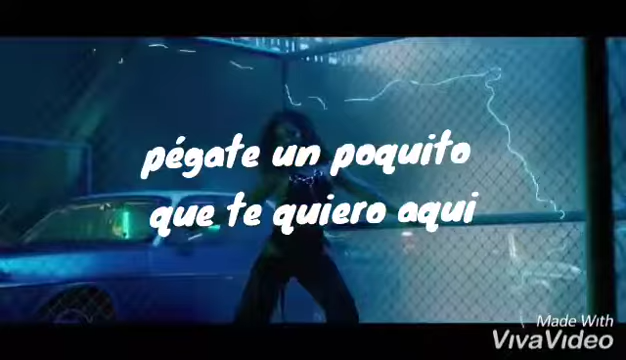 pégate un poquito
que te quiero aqui
Made With
VivaVideo